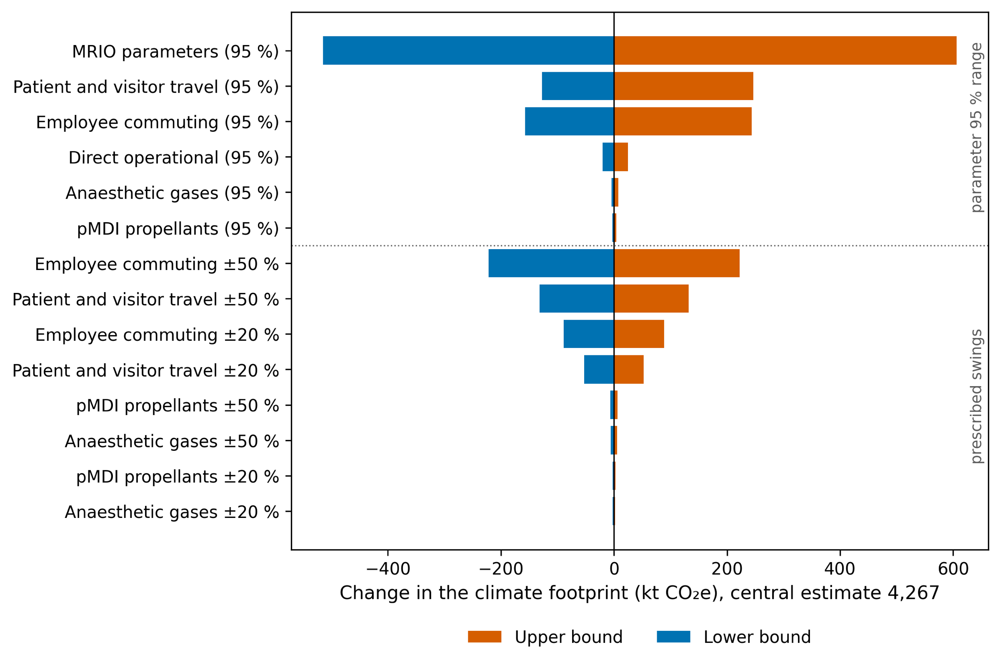 MRIO parameters (95 %)
Patient and visitor travel (95 %)
Employee commuting (95 %)
Direct operational (95 %)
Anaesthetic gases (95 %)
pMDI propellants (95 %)
Employee commuting ±50 %
Patient and visitor travel ±50 %
Employee commuting ±20 %
Patient and visitor travel ±20 %
pMDI propellants ±50 %
Anaesthetic gases ±50 %
pMDI propellants ±20 %
Anaesthetic gases ±20 %
parameter 95 % range
prescribed swings
−400 −200 0 200 400 600
Change in the climate footprint (kt CO₂e), central estimate 4,267
Upper bound Lower bound